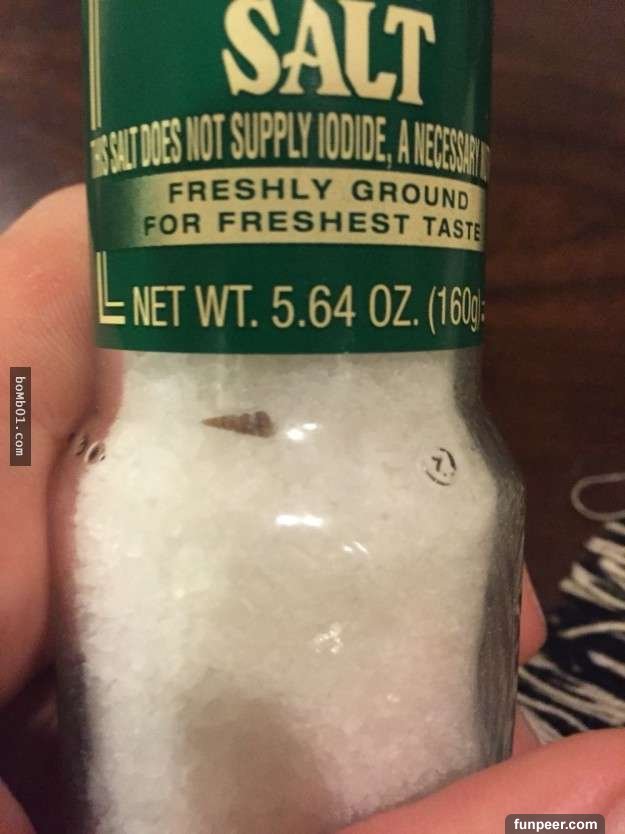 SALT
THIS SALT DOES NOT SUPPLY IODIDE, A NECESSARY
FRESHLY GROUND
FOR FRESHEST TASTE
NET WT. 5.64 OZ. (160g)
boMb01.com
funpeer.com